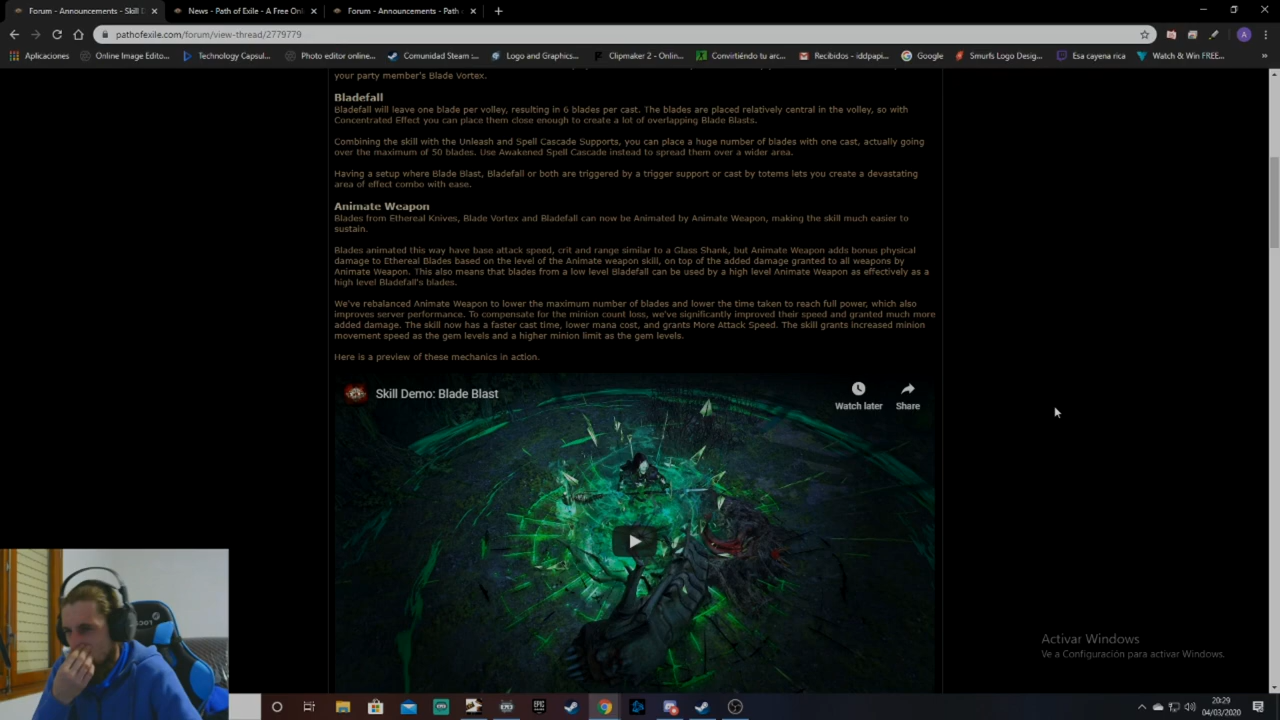 Forum - Announcements - Skill D
News - Path of Exile - A Free Onli
Forum - Announcements - Path
pathofexile.com/forum/view-thread/2779779
Aplicaciones
Online Image Edito...
Technology Capsul...
Photo editor online...
Comunidad Steam :...
Logo and Graphics...
Clipmaker 2 - Onlin...
Convirtiéndo tu arc...
Recibidos - iddpapi...
Google
Smurfs Logo Desig...
Esa cayena rica
Watch & Win FREE...
your party member's Blade Vortex.
Bladefall
Bladefall will leave one blade per volley, resulting in 6 blades per cast. The blades are placed relatively central in the volley, so with
Concentrated Effect you can place them close enough to create a lot of overlapping Blade Blasts.
Combining the skill with the Unleash and Spell Cascade Supports, you can place a huge number of blades with one cast, actually going
over the maximum of 50 blades. Use Awakened Spell Cascade instead to spread them over a wider area.
Having a setup where Blade Blast, Bladefall or both are triggered by a trigger support or cast by totems lets you create a devastating
area of effect combo with ease.
Animate Weapon
Blades from Ethereal Knives, Blade Vortex and Bladefall can now be Animated by Animate Weapon, making the skill much easier to
sustain.
Blades animated this way have base attack speed, crit and range similar to a Glass Shank, but Animate Weapon adds bonus physical
damage to Ethereal Blades based on the level of the Animate weapon skill, on top of the added damage granted to all weapons by
Animate Weapon. This also means that blades from a low level Bladefall can be used by a high level Animate Weapon as effectively as a
high level Bladefall's blades.
We've rebalanced Animate Weapon to lower the maximum number of blades and lower the time taken to reach full power, which also
improves server performance. To compensate for the minion count loss, we've significantly improved their speed and granted much more
added damage. The skill now has a faster cast time, lower mana cost, and grants More Attack Speed. The skill grants increased minion
movement speed as the gem levels and a higher minion limit as the gem levels.
Here is a preview of these mechanics in action.
Skill Demo: Blade Blast
Watch later
Share
Activar Windows
Ve a Configuración para activar Windows.
EPIC
20:29
04/03/2020